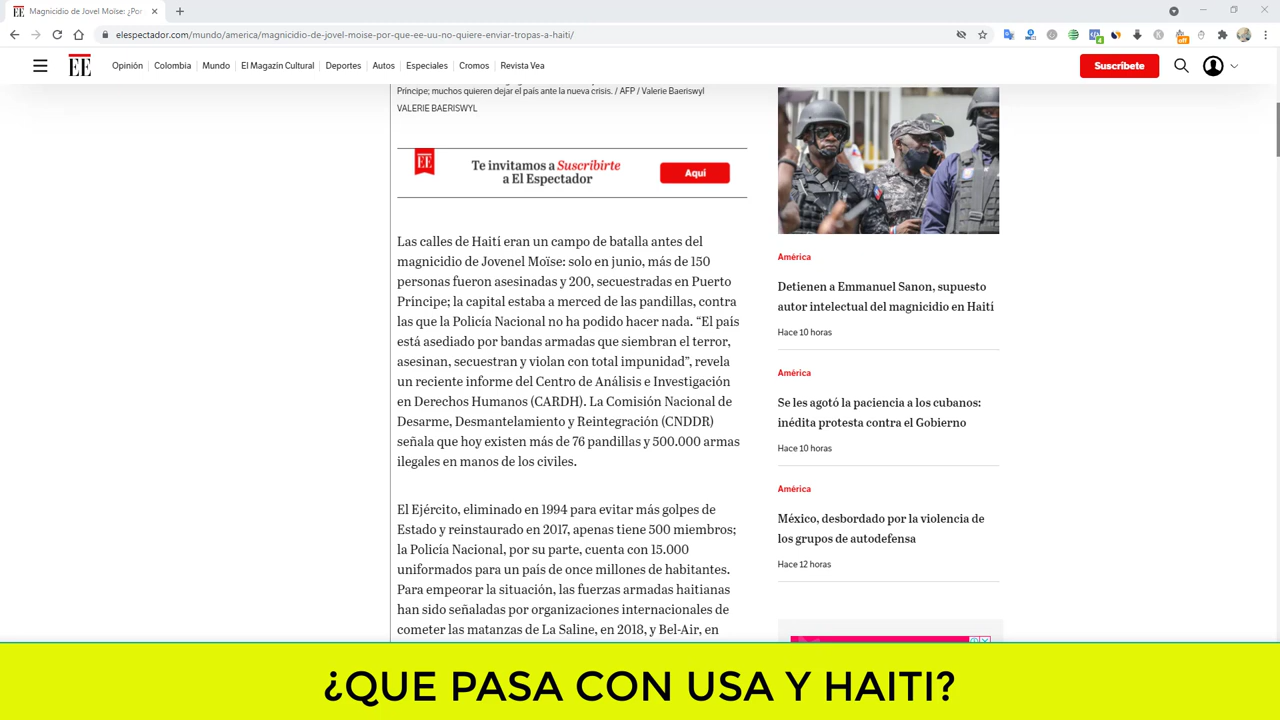 Magnicidio de Jovel Moïse: ¿Por
elespectador.com/mundo/america/magnicidio-de-jovel-moise-por-que-ee-uu-no-quiere-enviar-tropas-a-haiti/
EE
Opinión
Colombia
Mundo
El Magazín Cultural
Deportes
Autos
Especiales
Cromos
Revista Vea
Suscríbete
Príncipe; muchos quieren dejar el país ante la nueva crisis. / AFP / Valerie Baeriswyl
VALERIE BAERISWYL
EE
Te invitamos a Suscribirte
a El Espectador
Aquí
Las calles de Haití eran un campo de batalla antes del
magnicidio de Jovenel Moïse: solo en junio, más de 150
personas fueron asesinadas y 200, secuestradas en Puerto
Príncipe; la capital estaba a merced de las pandillas, contra
las que la Policía Nacional no ha podido hacer nada. “El país
está asediado por bandas armadas que siembran el terror,
asesinan, secuestran y violan con total impunidad”, revela
un reciente informe del Centro de Análisis e Investigación
en Derechos Humanos (CARDH). La Comisión Nacional de
Desarme, Desmantelamiento y Reintegración (CNDDR)
señala que hoy existen más de 76 pandillas y 500.000 armas
ilegales en manos de los civiles.
El Ejército, eliminado en 1994 para evitar más golpes de
Estado y reinstaurado en 2017, apenas tiene 500 miembros;
la Policía Nacional, por su parte, cuenta con 15.000
uniformados para un país de once millones de habitantes.
Para empeorar la situación, las fuerzas armadas haitianas
han sido señaladas por organizaciones internacionales de
cometer las matanzas de La Saline, en 2018, y Bel-Air, en
América
Detienen a Emmanuel Sanon, supuesto
autor intelectual del magnicidio en Haití
Hace 10 horas
América
Se les agotó la paciencia a los cubanos:
inédita protesta contra el Gobierno
Hace 10 horas
América
México, desbordado por la violencia de
los grupos de autodefensa
Hace 12 horas
¿QUE PASA CON USA Y HAITI?